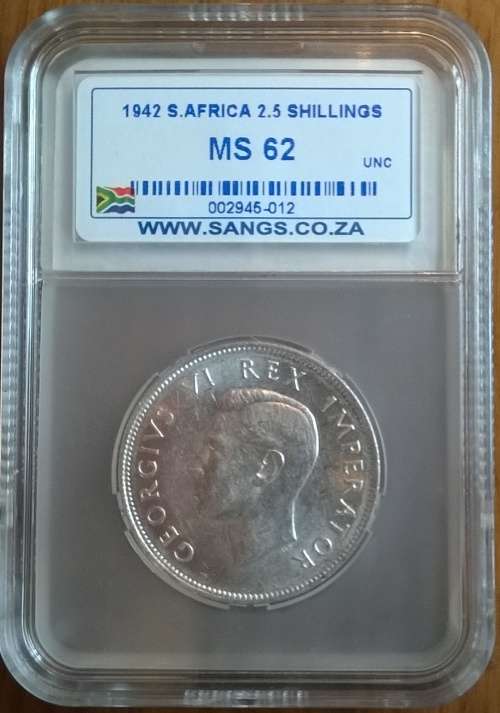 1942 S.AFRICA 2.5 SHILLINGS
MS 62
UNC
002945-012
WWW.SANGS.CO.ZA
GEORGIVS VI REX IMPERATOR